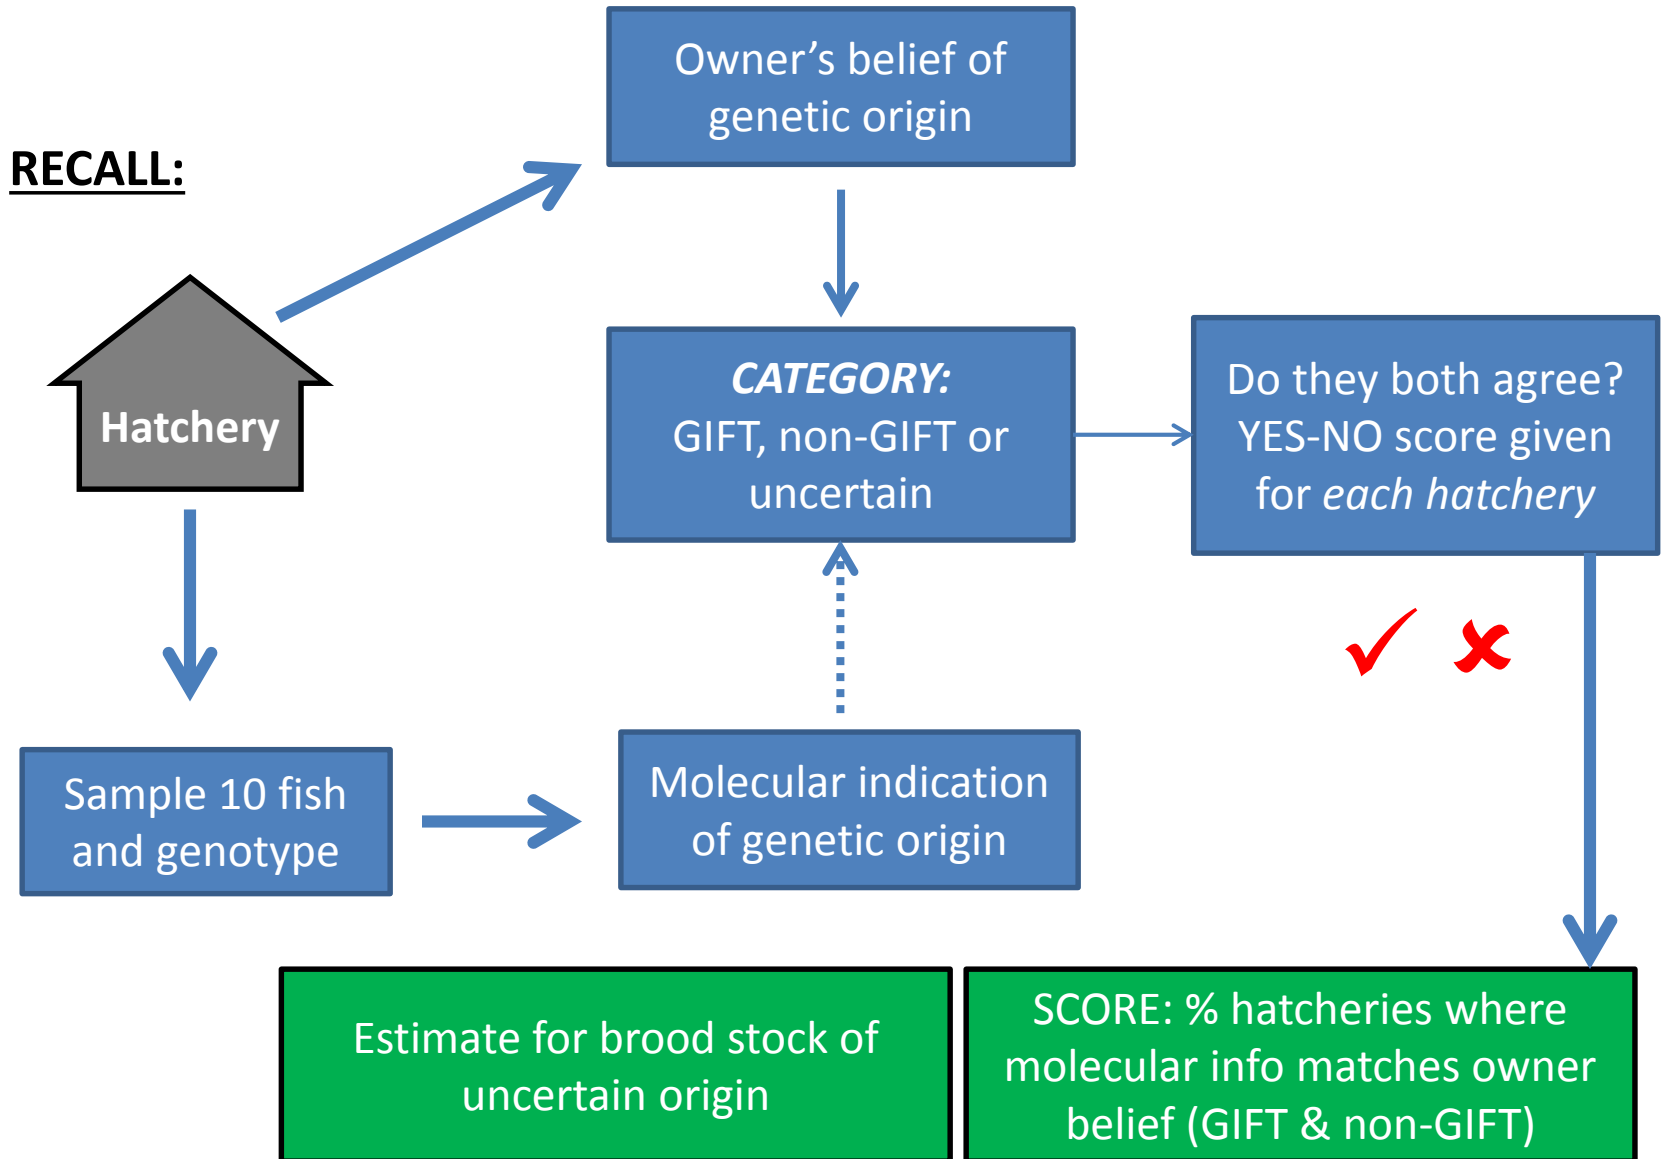 Owner’s belief of
genetic origin
RECALL:
Hatchery
CATEGORY:
GIFT, non-GIFT or
uncertain
Do they both agree?
YES-NO score given
for each hatchery
Sample 10 fish
and genotype
Molecular indication
of genetic origin
Estimate for brood stock of
uncertain origin
SCORE: % hatcheries where
molecular info matches owner
belief (GIFT & non-GIFT)